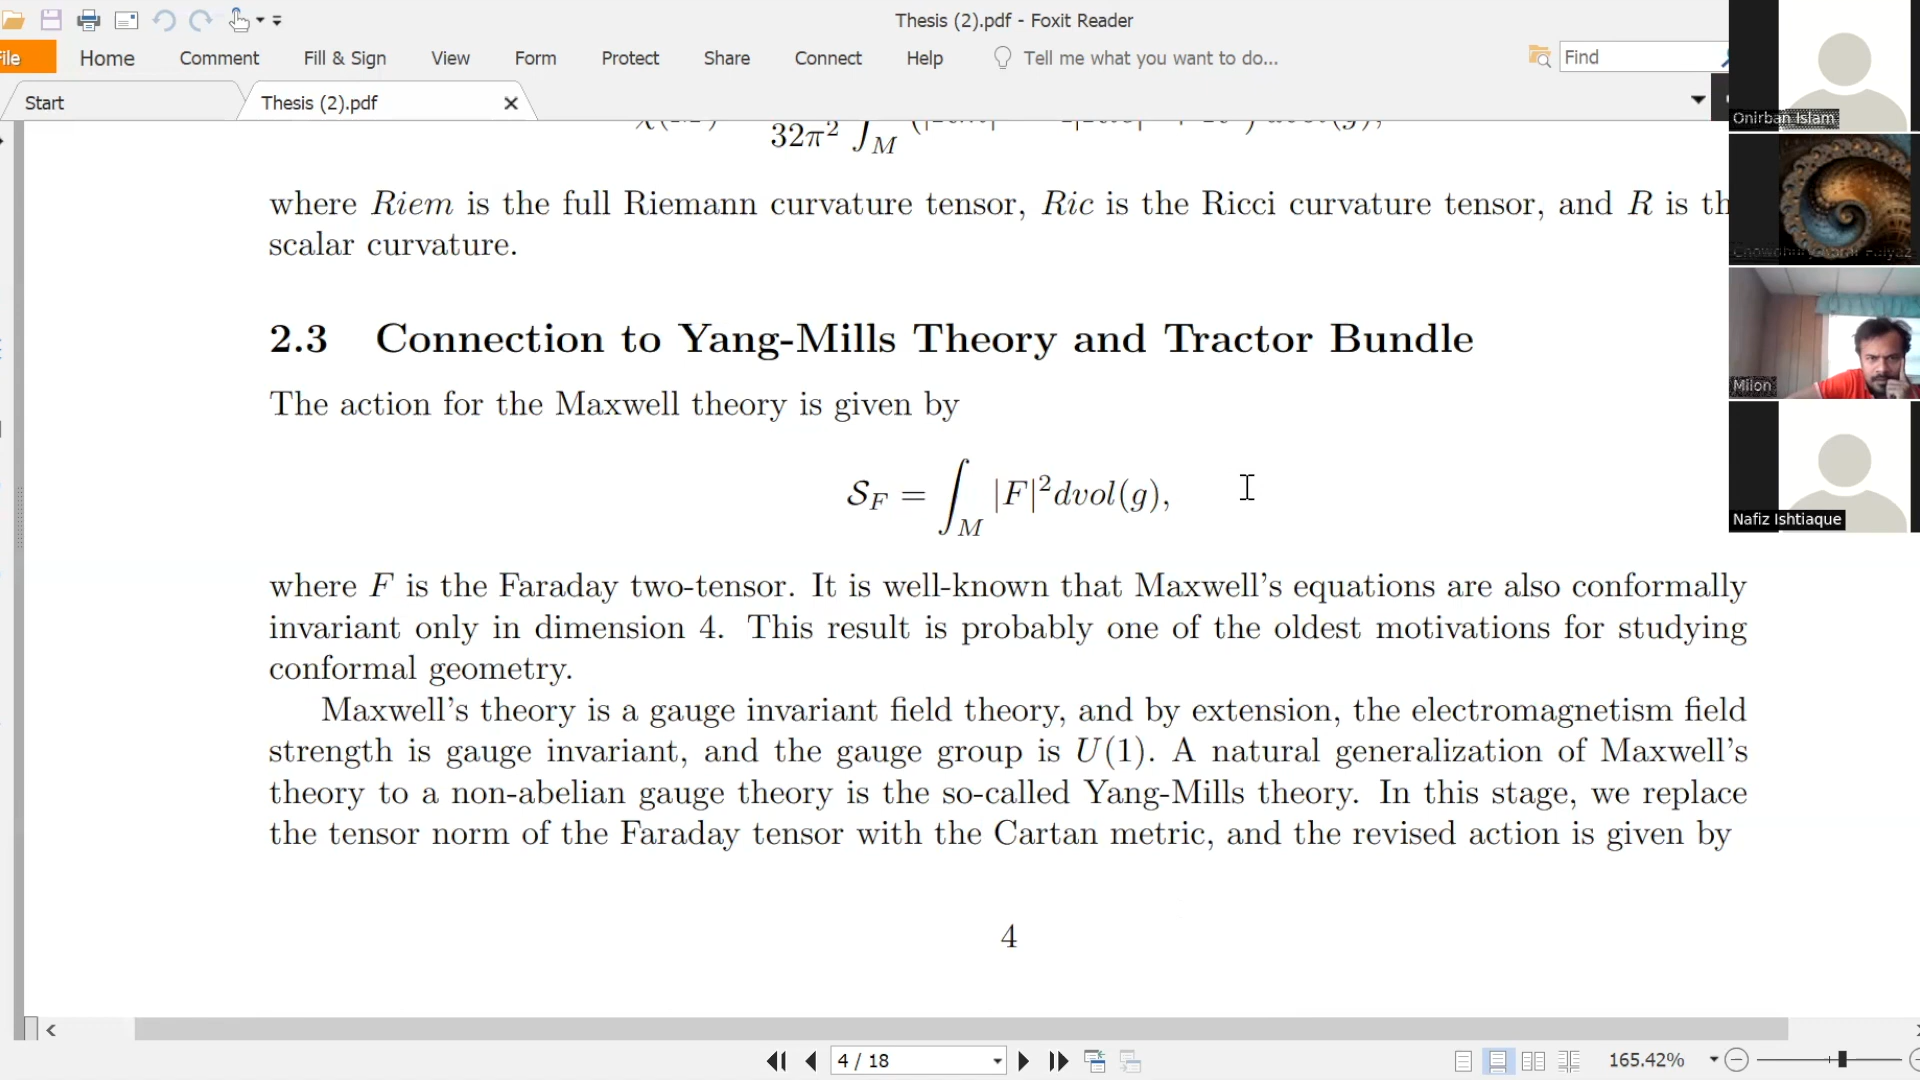 Thesis (2).pdf - Foxit Reader
File Home Comment Fill & Sign View Form Protect Share Connect Help Tell me what you want to do... Find
Start Thesis (2).pdf
32π² ∫_M
where Riem is the full Riemann curvature tensor, Ric is the Ricci curvature tensor, and R is th
scalar curvature.
2.3 Connection to Yang-Mills Theory and Tractor Bundle
The action for the Maxwell theory is given by
S_F = ∫_M |F|² dvol(g),
where F is the Faraday two-tensor. It is well-known that Maxwell's equations are also conformally
invariant only in dimension 4. This result is probably one of the oldest motivations for studying
conformal geometry.
Maxwell's theory is a gauge invariant field theory, and by extension, the electromagnetism field
strength is gauge invariant, and the gauge group is U(1). A natural generalization of Maxwell's
theory to a non-abelian gauge theory is the so-called Yang-Mills theory. In this stage, we replace
the tensor norm of the Faraday tensor with the Cartan metric, and the revised action is given by
4
4 / 18
165.42%
Onirban Islam
Milon
Nafiz Ishtiaque